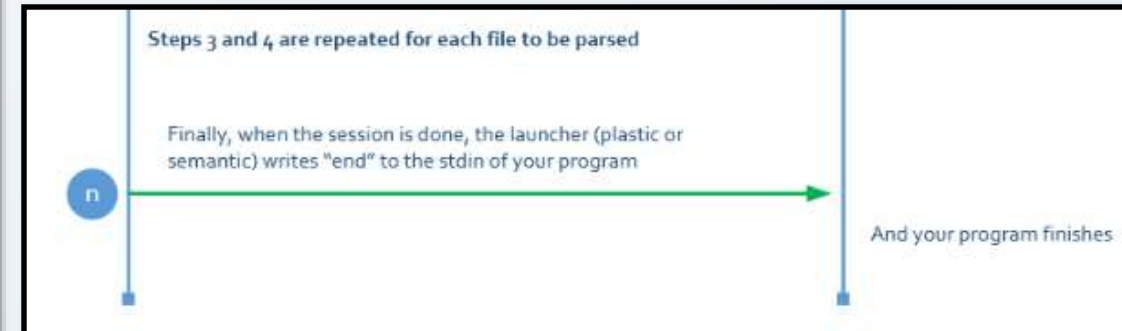 Steps 3 and 4 are repeated for each file to be parsed
Finally, when the session is done, the launcher (plastic or
semantic) writes "end" to the stdin of your program
n
And your program finishes